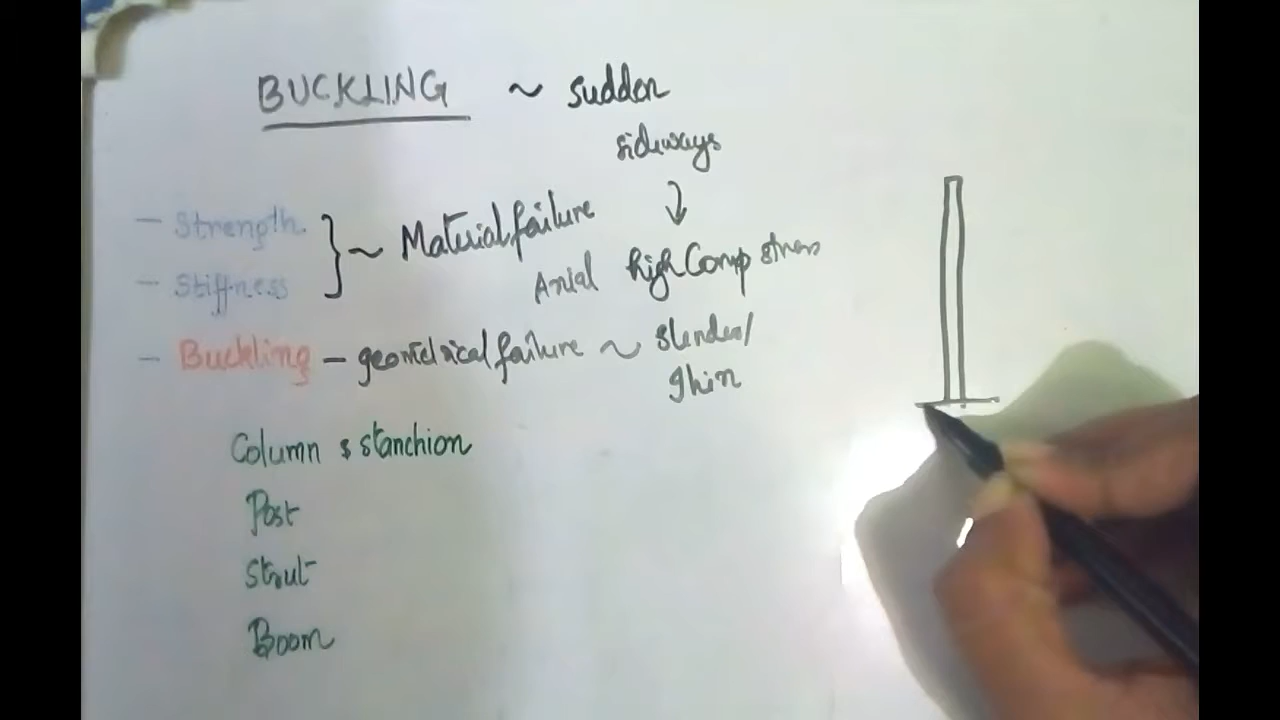 BUCKLING ~ sudden
sideways
- Strength
- Stiffness
} ~ Material failure
Axial high Comp stress
- Buckling - geometrical failure ~ slender/
thin
Column & stanchion
Post
Strut
Boom